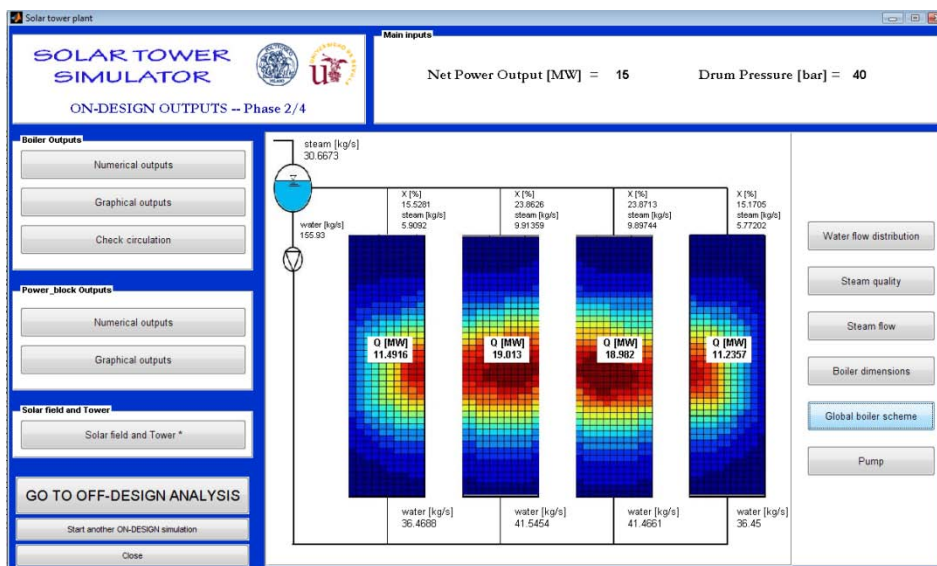 Solar tower plant
SOLAR TOWER
SIMULATOR
ON-DESIGN OUTPUTS -- Phase 2/4
Main inputs
Net Power Output [MW] = 15
Drum Pressure [bar] = 40
Boiler Outputs
Numerical outputs
Graphical outputs
Check circulation
Power_block Outputs
Numerical outputs
Graphical outputs
Solar field and Tower
Solar field and Tower *
GO TO OFF-DESIGN ANALYSIS
Start another ON-DESIGN simulation
Close
steam [kg/s]
30.6673
water [kg/s]
155.93
X [%]
15.5281
steam [kg/s]
5.9092
X [%]
23.8626
steam [kg/s]
9.91359
X [%]
23.8713
steam [kg/s]
9.89744
X [%]
15.1705
steam [kg/s]
5.77202
Q [MW]
11.4916
Q [MW]
19.013
Q [MW]
18.982
Q [MW]
11.2357
water [kg/s]
36.4688
water [kg/s]
41.5454
water [kg/s]
41.4661
water [kg/s]
36.45
Water flow distribution
Steam quality
Steam flow
Boiler dimensions
Global boiler scheme
Pump